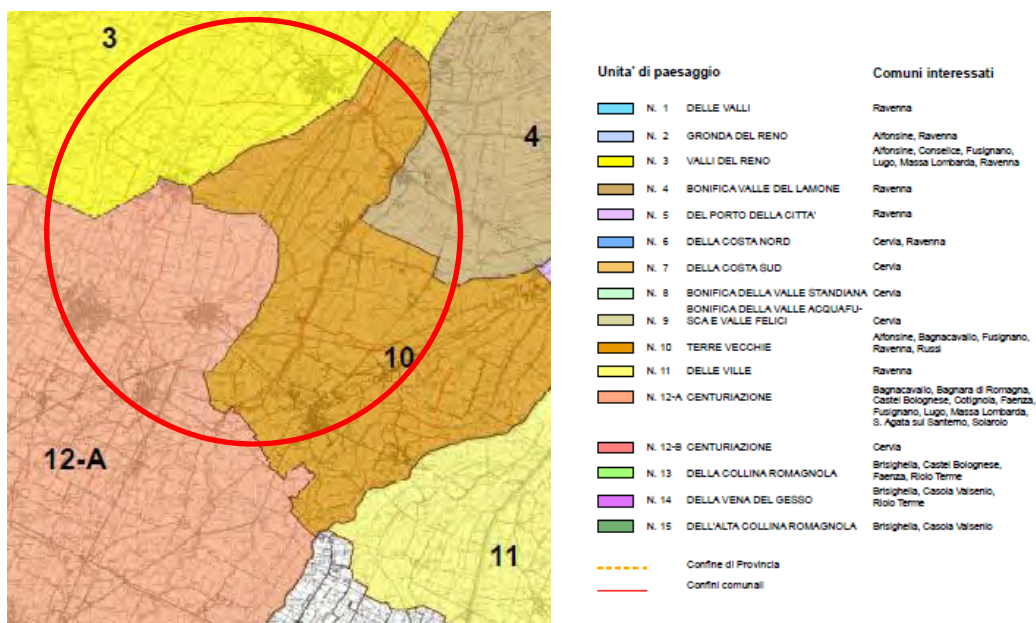 3
4
10
12-A
11
Unita' di paesaggio Comuni interessati
N. 1 DELLE VALLI Ravenna
N. 2 GRONDA DEL RENO Alfonsine, Ravenna
N. 3 VALLI DEL RENO Alfonsine, Conselice, Fusignano,
Lugo, Massa Lombarda, Ravenna
N. 4 BONIFICA VALLE DEL LAMONE Ravenna
N. 5 DEL PORTO DELLA CITTA' Ravenna
N. 6 DELLA COSTA NORD Cervia, Ravenna
N. 7 DELLA COSTA SUD Cervia
N. 8 BONIFICA DELLA VALLE STANDIANA Cervia
N. 9 BONIFICA DELLA VALLE ACQUAFU-
SCA E VALLE FELICI Cervia
N. 10 TERRE VECCHIE Alfonsine, Bagnacavallo, Fusignano,
Ravenna, Russi
N. 11 DELLE VILLE Ravenna
N. 12-A CENTURIAZIONE Bagnacavallo, Bagnara di Romagna,
Castel Bolognese, Cotignola, Faenza,
Fusignano, Lugo, Massa Lombarda,
S. Agata sul Santerno, Solarolo
N. 12-B CENTURIAZIONE Cervia
N. 13 DELLA COLLINA ROMAGNOLA Brisighella, Castel Bolognese,
Faenza, Riolo Terme
N. 14 DELLA VENA DEL GESSO Brisighella, Casola Valsenio,
Riolo Terme
N. 15 DELL'ALTA COLLINA ROMAGNOLA Brisighella, Casola Valsenio
Confine di Provincia
Confini comunali